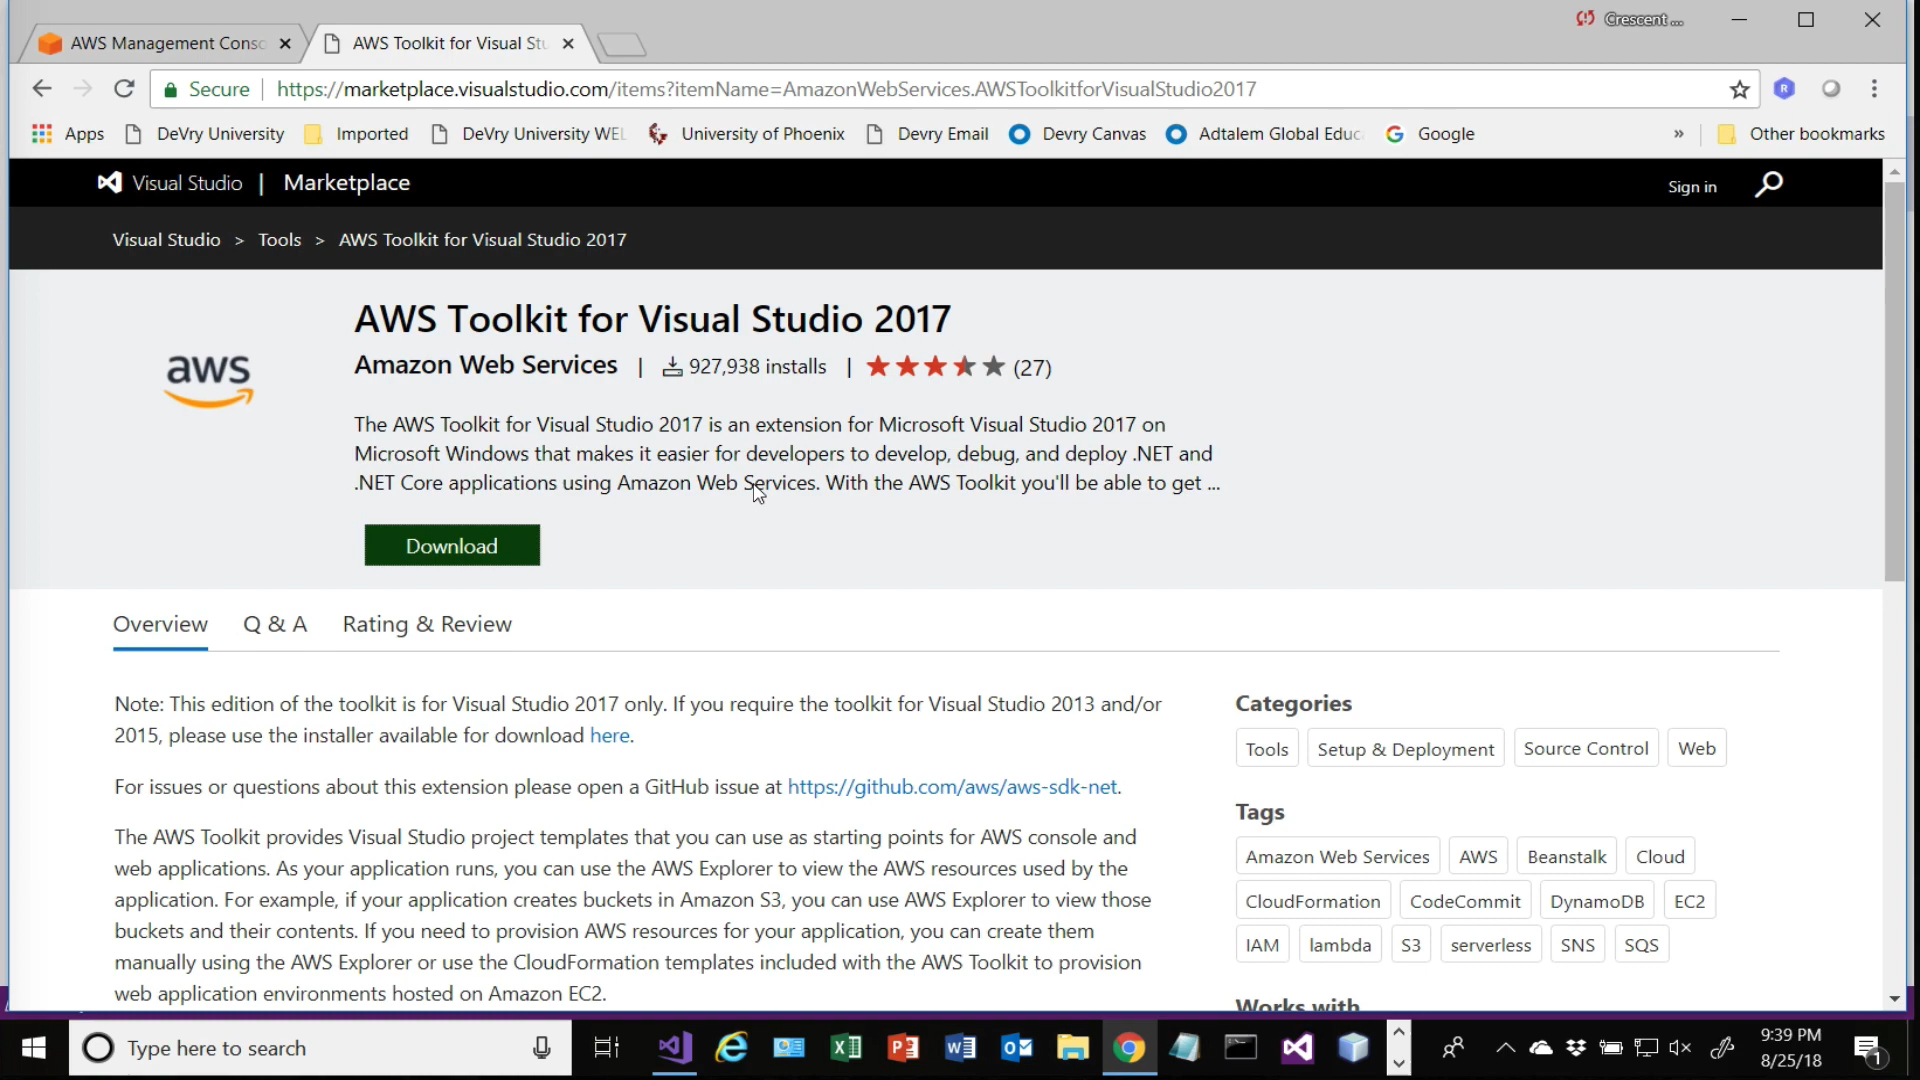 Crescent ...
AWS Management Conso
AWS Toolkit for Visual Stu
Secure
https://marketplace.visualstudio.com/items?itemName=AmazonWebServices.AWSToolkitforVisualStudio2017
R
Apps
DeVry University
Imported
DeVry University WEL
University of Phoenix
Devry Email
Devry Canvas
Adtalem Global Educ
Google
»
Other bookmarks
Visual Studio | Marketplace
Sign in
Visual Studio > Tools > AWS Toolkit for Visual Studio 2017
aws
AWS Toolkit for Visual Studio 2017
Amazon Web Services | 927,938 installs | (27)
The AWS Toolkit for Visual Studio 2017 is an extension for Microsoft Visual Studio 2017 on
Microsoft Windows that makes it easier for developers to develop, debug, and deploy .NET and
.NET Core applications using Amazon Web Services. With the AWS Toolkit you'll be able to get ...
Download
Overview
Q & A
Rating & Review
Note: This edition of the toolkit is for Visual Studio 2017 only. If you require the toolkit for Visual Studio 2013 and/or
2015, please use the installer available for download here.
For issues or questions about this extension please open a GitHub issue at https://github.com/aws/aws-sdk-net.
The AWS Toolkit provides Visual Studio project templates that you can use as starting points for AWS console and
web applications. As your application runs, you can use the AWS Explorer to view the AWS resources used by the
application. For example, if your application creates buckets in Amazon S3, you can use AWS Explorer to view those
buckets and their contents. If you need to provision AWS resources for your application, you can create them
manually using the AWS Explorer or use the CloudFormation templates included with the AWS Toolkit to provision
web application environments hosted on Amazon EC2.
Categories
Tools
Setup & Deployment
Source Control
Web
Tags
Amazon Web Services
AWS
Beanstalk
Cloud
CloudFormation
CodeCommit
DynamoDB
EC2
IAM
lambda
S3
serverless
SNS
SQS
Works with
Type here to search
9:39 PM
8/25/18
1